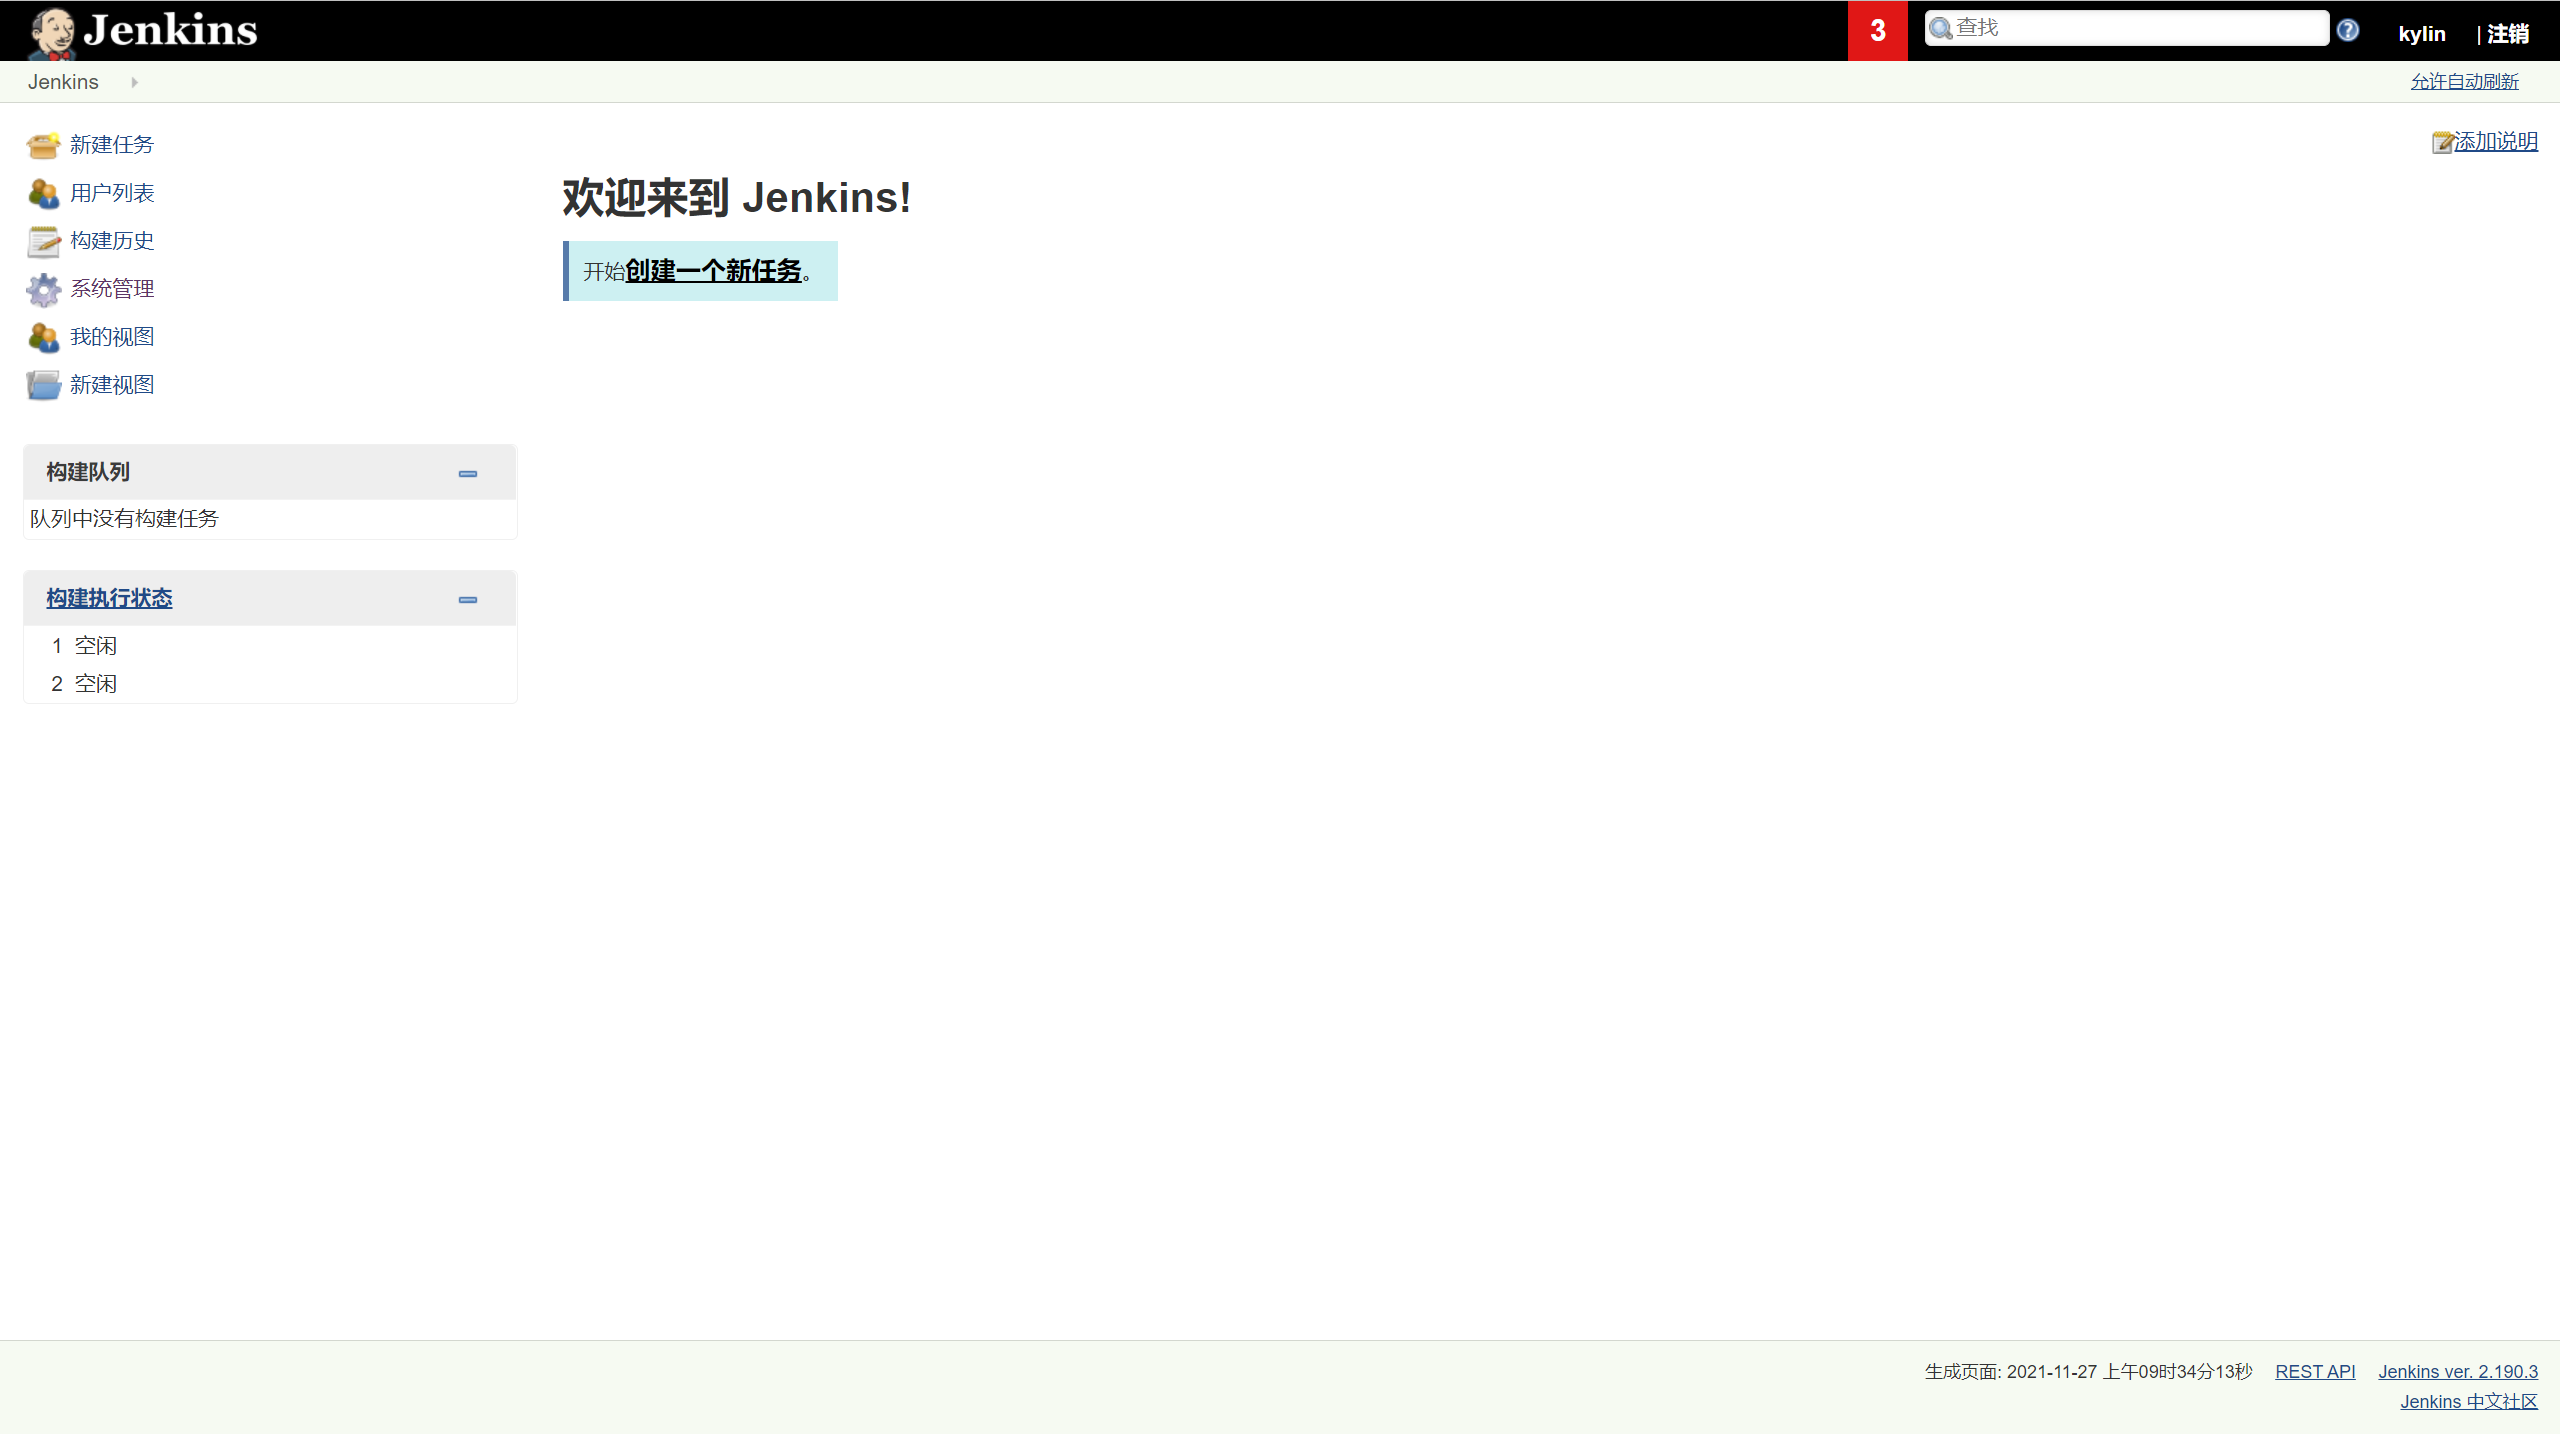 Jenkins
3
查找
kylin
| 注销
Jenkins
允许自动刷新
新建任务
用户列表
构建历史
系统管理
我的视图
新建视图
添加说明
欢迎来到 Jenkins!
开始创建一个新任务。
构建队列
队列中没有构建任务
构建执行状态
1 空闲
2 空闲
生成页面: 2021-11-27 上午09时34分13秒 REST API Jenkins ver. 2.190.3
Jenkins 中文社区